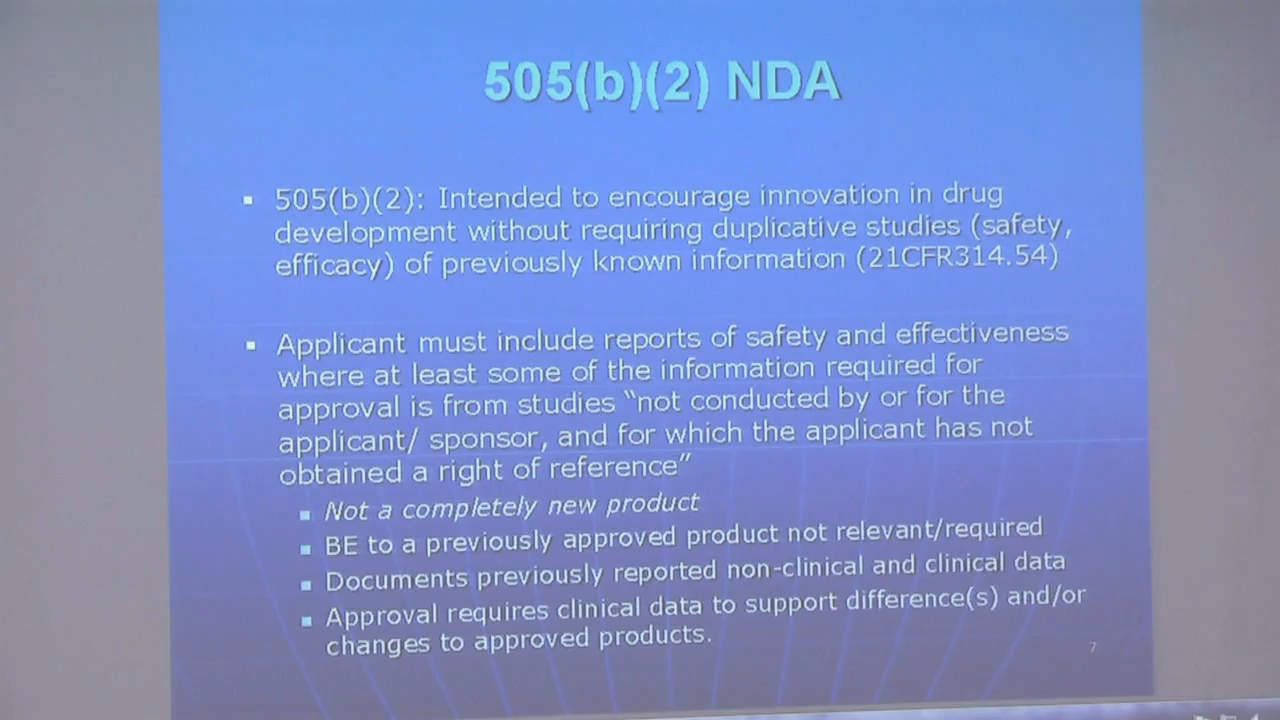 505(b)(2) NDA
505(b)(2): Intended to encourage innovation in drug
development without requiring duplicative studies (safety,
efficacy) of previously known information (21CFR314.54)
Applicant must include reports of safety and effectiveness
where at least some of the information required for
approval is from studies “not conducted by or for the
applicant/ sponsor, and for which the applicant has not
obtained a right of reference”
Not a completely new product
BE to a previously approved product not relevant/required
Documents previously reported non-clinical and clinical data
Approval requires clinical data to support difference(s) and/or
changes to approved products.
7